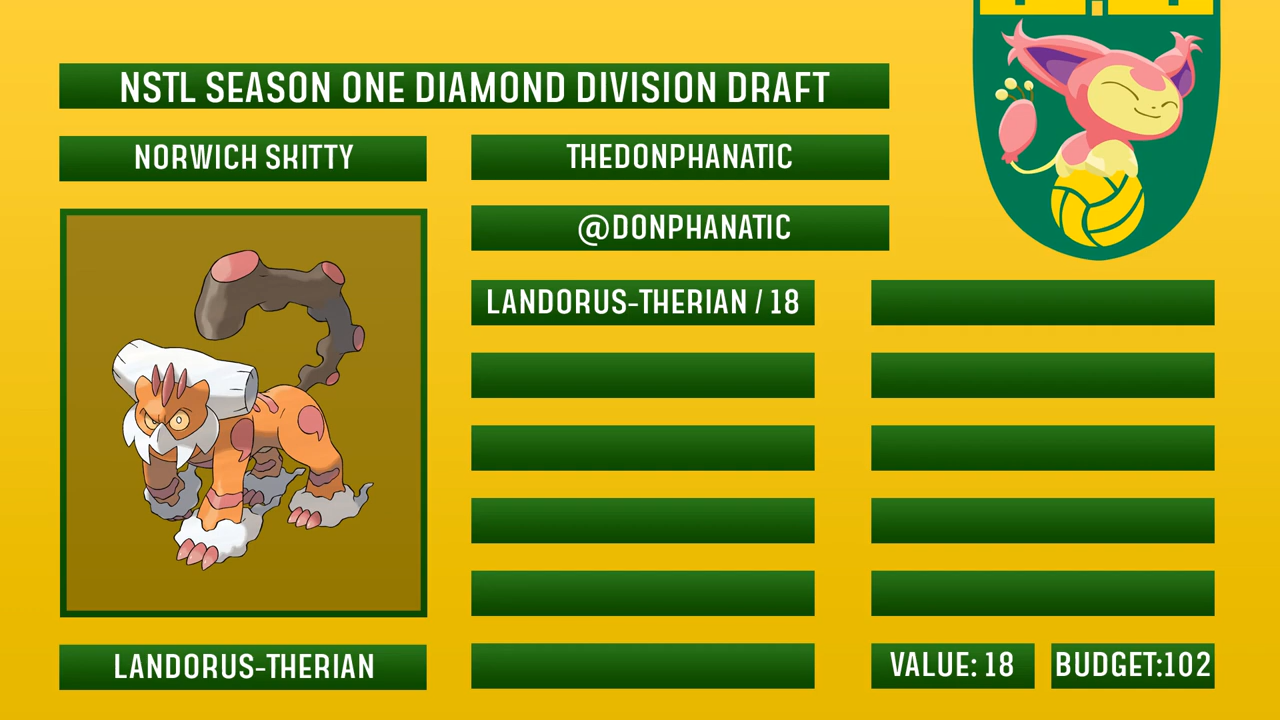 NSTL SEASON ONE DIAMOND DIVISION DRAFT
NORWICH SKITTY
THEDONPHANATIC
@DONPHANATIC
LANDORUS-THERIAN / 18
LANDORUS-THERIAN
VALUE: 18
BUDGET:102